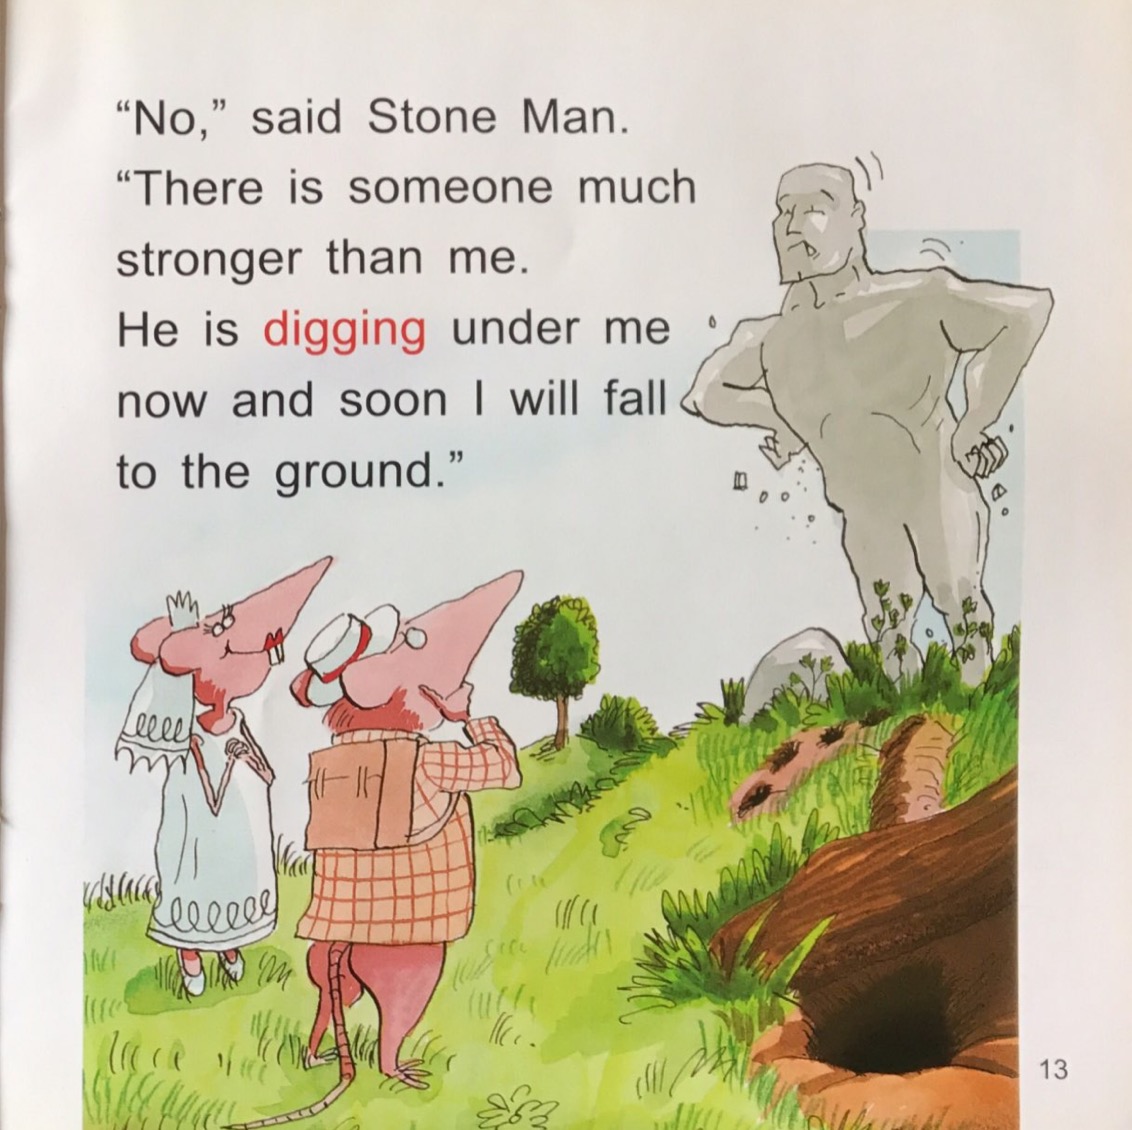 “No,” said Stone Man.
“There is someone much
stronger than me.
He is digging under me
now and soon I will fall
to the ground.”
13